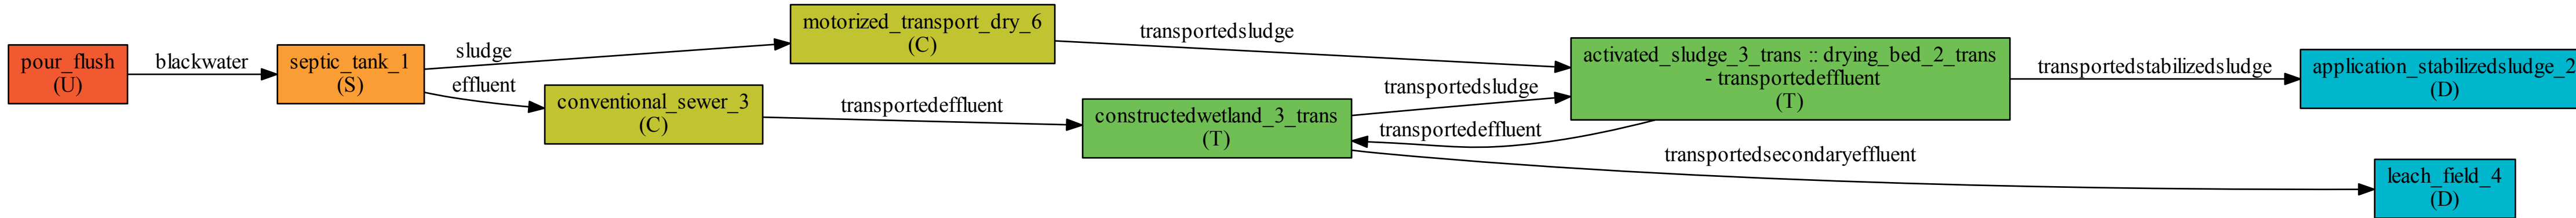 pour_flush
(U)
blackwater
septic_tank_1
(S)
sludge
effluent
motorized_transport_dry_6
(C)
conventional_sewer_3
(C)
transportedsludge
transportedeffluent
constructedwetland_3_trans
(T)
transportedsludge
transportedeffluent
activated_sludge_3_trans :: drying_bed_2_trans
- transportedeffluent
(T)
transportedsecondaryeffluent
transportedstabilizedsludge
application_stabilizedsludge_2
(D)
leach_field_4
(D)